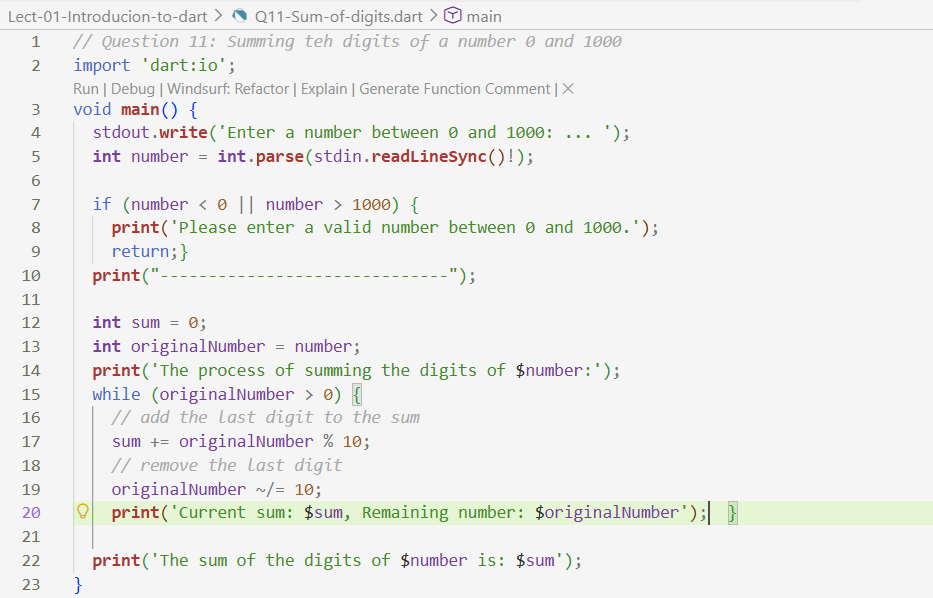 Lect-01-Introducion-to-dart > Q11-Sum-of-digits.dart > main
1 // Question 11: Summing teh digits of a number 0 and 1000
2 import 'dart:io';
Run | Debug | Windsurf: Refactor | Explain | Generate Function Comment | ×
3 void main() {
4 stdout.write('Enter a number between 0 and 1000: ... ');
5 int number = int.parse(stdin.readLineSync()!);
6
7 if (number < 0 || number > 1000) {
8 print('Please enter a valid number between 0 and 1000.');
9 return;}
10 print("------------------------------");
11
12 int sum = 0;
13 int originalNumber = number;
14 print('The process of summing the digits of $number:');
15 while (originalNumber > 0) {
16 // add the last digit to the sum
17 sum += originalNumber % 10;
18 // remove the last digit
19 originalNumber ~/= 10;
20 print('Current sum: $sum, Remaining number: $originalNumber'); }
21
22 print('The sum of the digits of $number is: $sum');
23 }